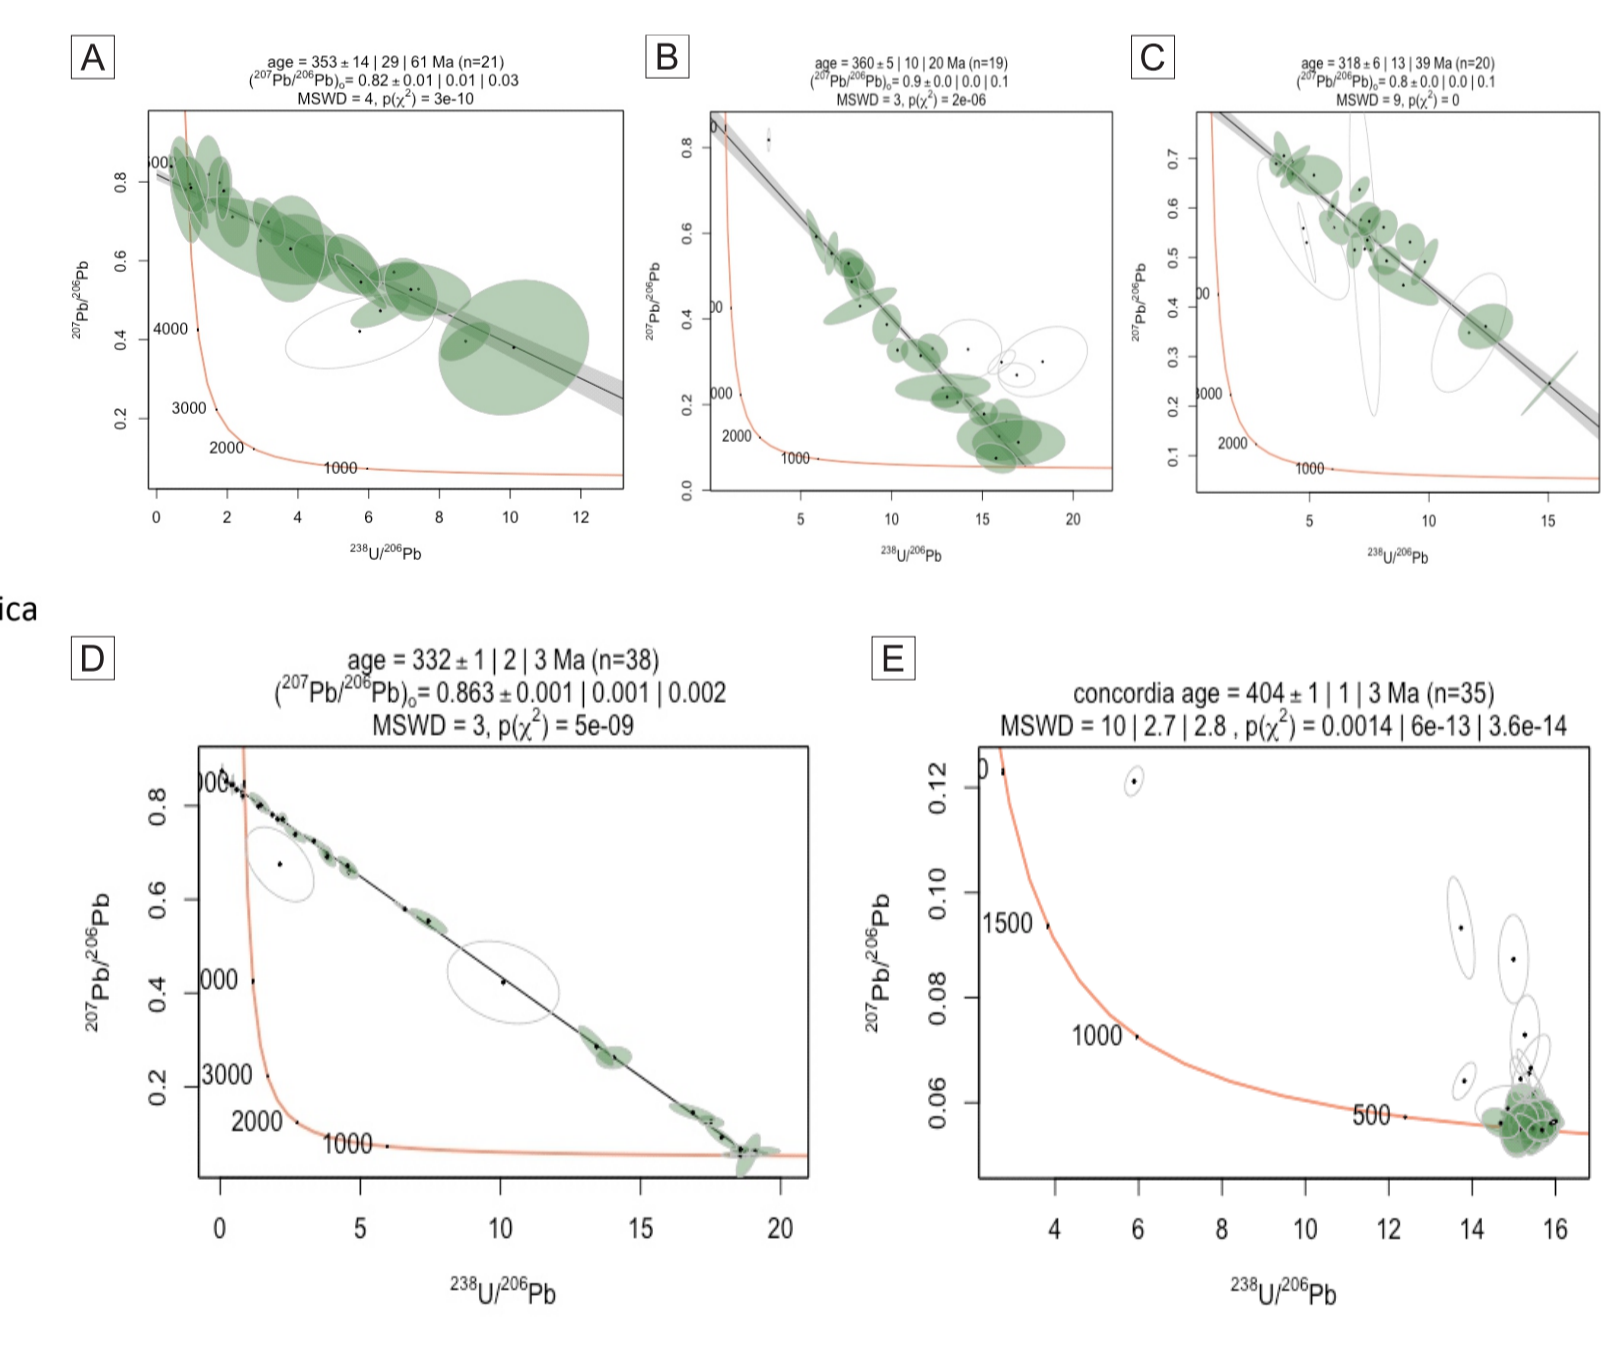 A
age = 353 ± 14 | 29 | 61 Ma (n=21)
(²⁰⁷Pb/²⁰⁶Pb)ₒ= 0.82 ± 0.01 | 0.01 | 0.03
MSWD = 4, p(χ²) = 3e-10
²⁰⁷Pb/²⁰⁶Pb
0.8
0.6
0.4
0.2
4000
3000
2000
1000
0 2 4 6 8 10 12
²³⁸U/²⁰⁶Pb
B
age = 360 ± 5 | 10 | 20 Ma (n=19)
(²⁰⁷Pb/²⁰⁶Pb)ₒ= 0.9 ± 0.0 | 0.0 | 0.1
MSWD = 3, p(χ²) = 2e-06
²⁰⁷Pb/²⁰⁶Pb
0.8
0.6
0.4
0.2
0.0
0
00
000
2000
1000
5 10 15 20
²³⁸U/²⁰⁶Pb
C
age = 318 ± 6 | 13 | 39 Ma (n=20)
(²⁰⁷Pb/²⁰⁶Pb)ₒ= 0.8 ± 0.0 | 0.0 | 0.1
MSWD = 9, p(χ²) = 0
²⁰⁷Pb/²⁰⁶Pb
0.7
0.6
0.5
0.4
0.3
0.2
0.1
00
3000
2000
1000
5 10 15
²³⁸U/²⁰⁶Pb
ica
D
age = 332 ± 1 | 2 | 3 Ma (n=38)
(²⁰⁷Pb/²⁰⁶Pb)ₒ= 0.863 ± 0.001 | 0.001 | 0.002
MSWD = 3, p(χ²) = 5e-09
²⁰⁷Pb/²⁰⁶Pb
0.8
0.6
0.4
0.2
000
000
3000
2000
1000
0 5 10 15 20
²³⁸U/²⁰⁶Pb
E
concordia age = 404 ± 1 | 1 | 3 Ma (n=35)
MSWD = 10 | 2.7 | 2.8 , p(χ²) = 0.0014 | 6e-13 | 3.6e-14
²⁰⁷Pb/²⁰⁶Pb
0.12
0.10
0.08
0.06
0
1500
1000
500
4 6 8 10 12 14 16
²³⁸U/²⁰⁶Pb